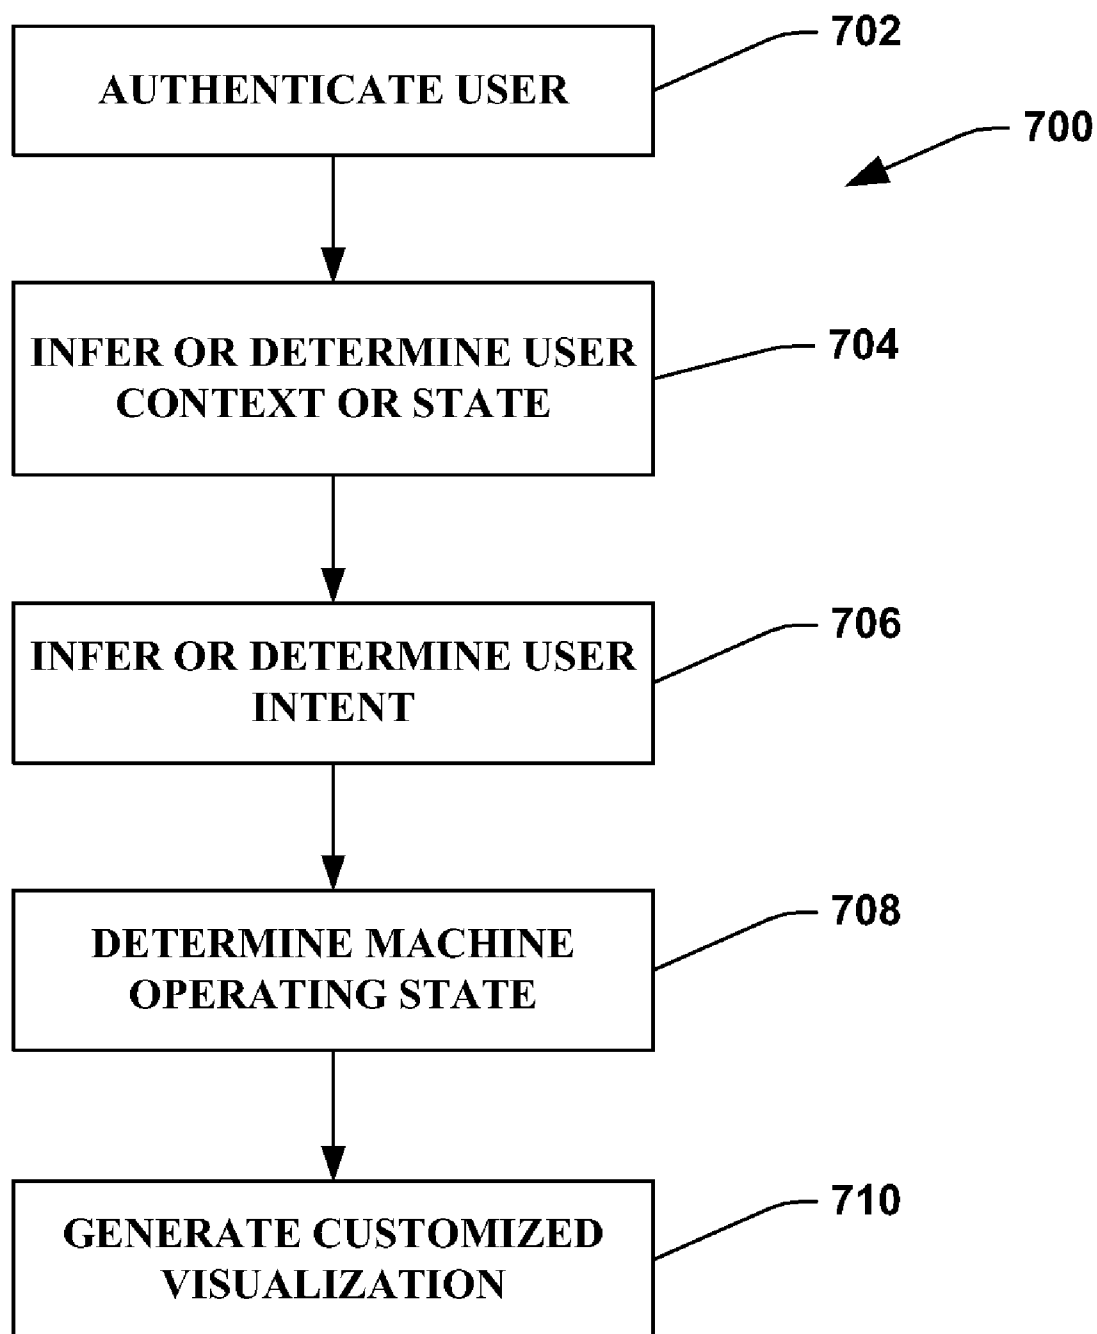 702
AUTHENTICATE USER
700
INFER OR DETERMINE USER
CONTEXT OR STATE
704
INFER OR DETERMINE USER
INTENT
706
DETERMINE MACHINE
OPERATING STATE
708
GENERATE CUSTOMIZED
VISUALIZATION
710